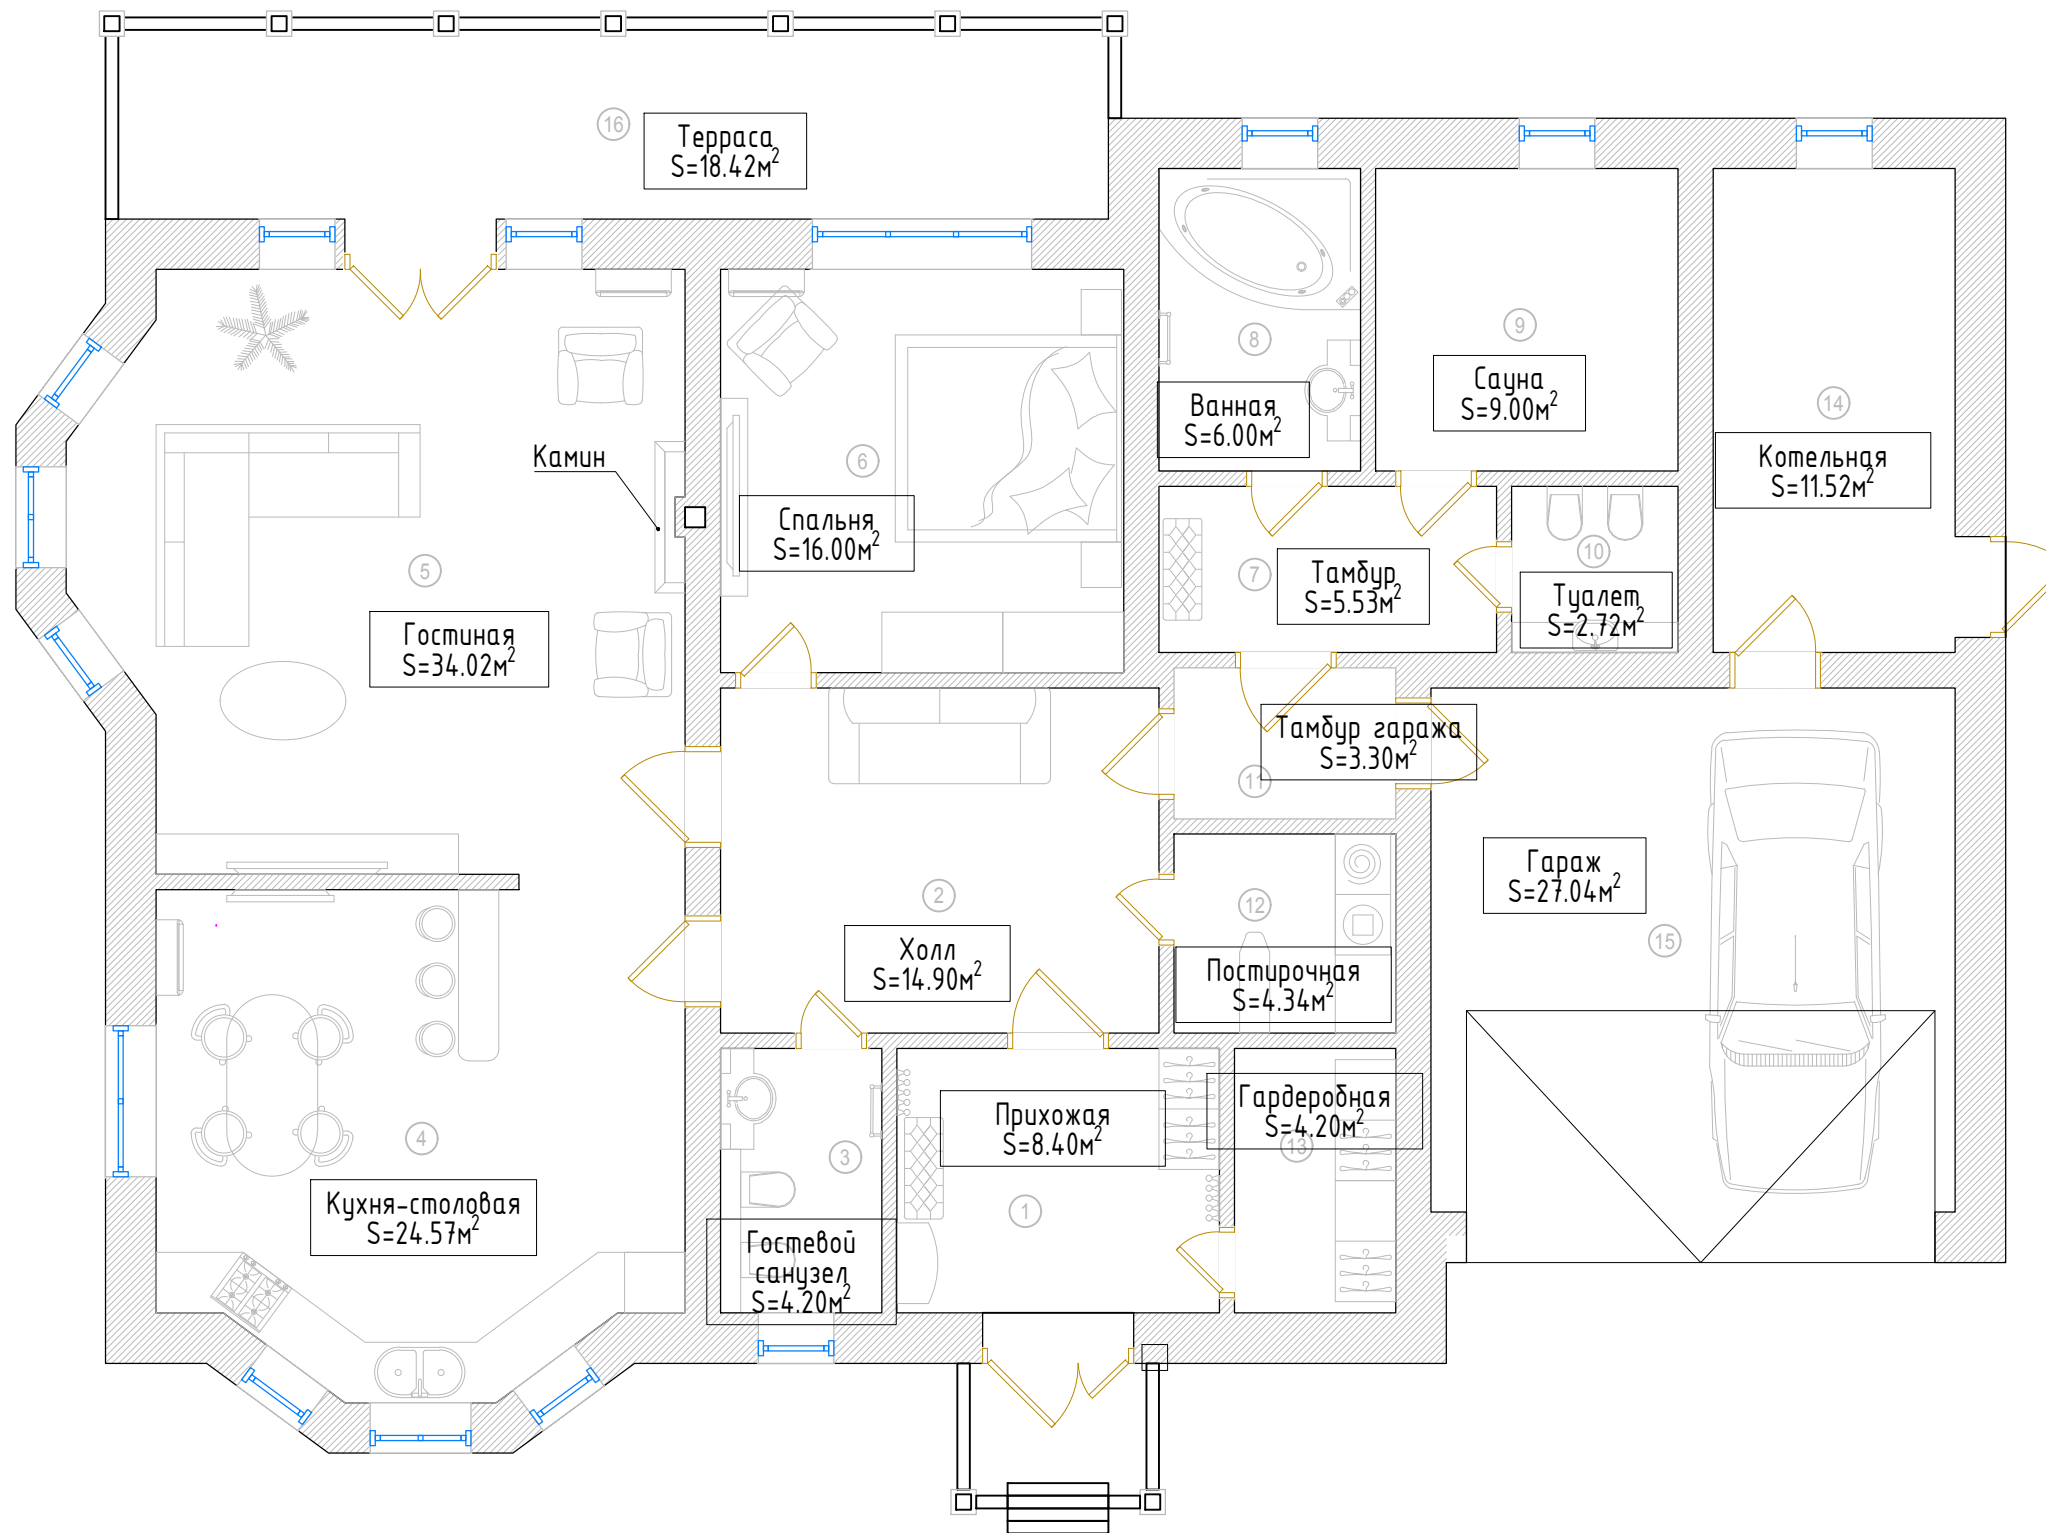 16
Терраса
S=18.42м²
8
Ванная
S=6.00м²
9
Сауна
S=9.00м²
14
Котельная
S=11.52м²
Камин
6
Спальня
S=16.00м²
5
Гостиная
S=34.02м²
7
Тамбур
S=5.53м²
10
Туалет
S=2.72м²
Тамбур гаража
S=3.30м²
11
Гараж
S=27.04м²
15
2
Холл
S=14.90м²
12
Постирочная
S=4.34м²
4
Кухня-столовая
S=24.57м²
3
Гостевой
санузел
S=4.20м²
Прихожая
S=8.40м²
1
Гардеробная
S=4.20м²
13